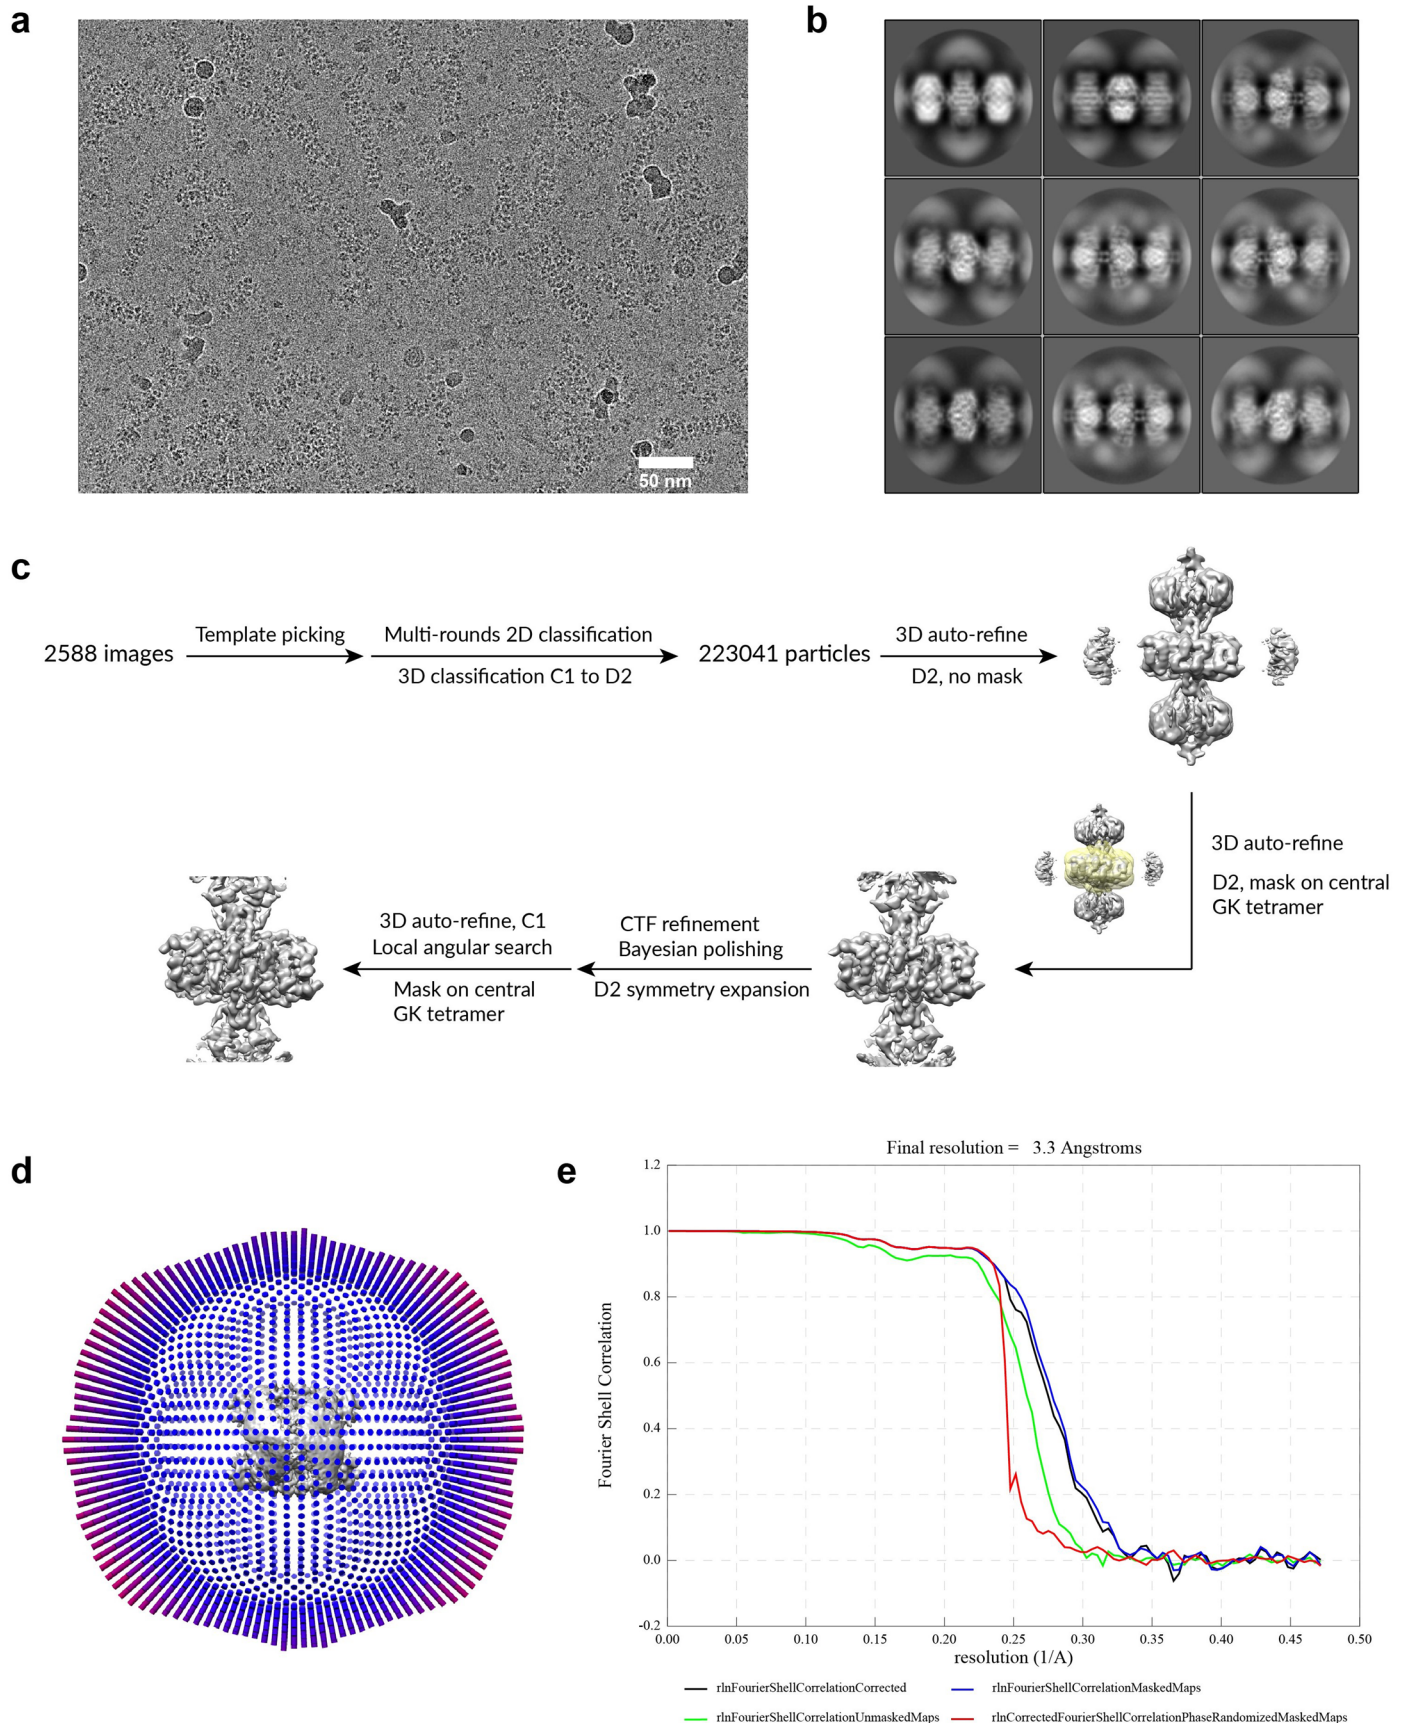 a
b
50 nm
c
2588 images
Template picking
Multi-rounds 2D classification
3D classification C1 to D2
223041 particles
3D auto-refine
D2, no mask
3D auto-refine
D2, mask on central
GK tetramer
CTF refinement
Bayesian polishing
D2 symmetry expansion
3D auto-refine, C1
Local angular search
Mask on central
GK tetramer
d
e
Final resolution = 3.3 Angstroms
Fourier Shell Correlation
1.2
1.0
0.8
0.6
0.4
0.2
0.0
-0.2
0.00 0.05 0.10 0.15 0.20 0.25 0.30 0.35 0.40 0.45 0.50
resolution (1/A)
rlnFourierShellCorrelationCorrected
rlnFourierShellCorrelationMaskedMaps
rlnFourierShellCorrelationUnmaskedMaps
rlnCorrectedFourierShellCorrelationPhaseRandomizedMaskedMaps